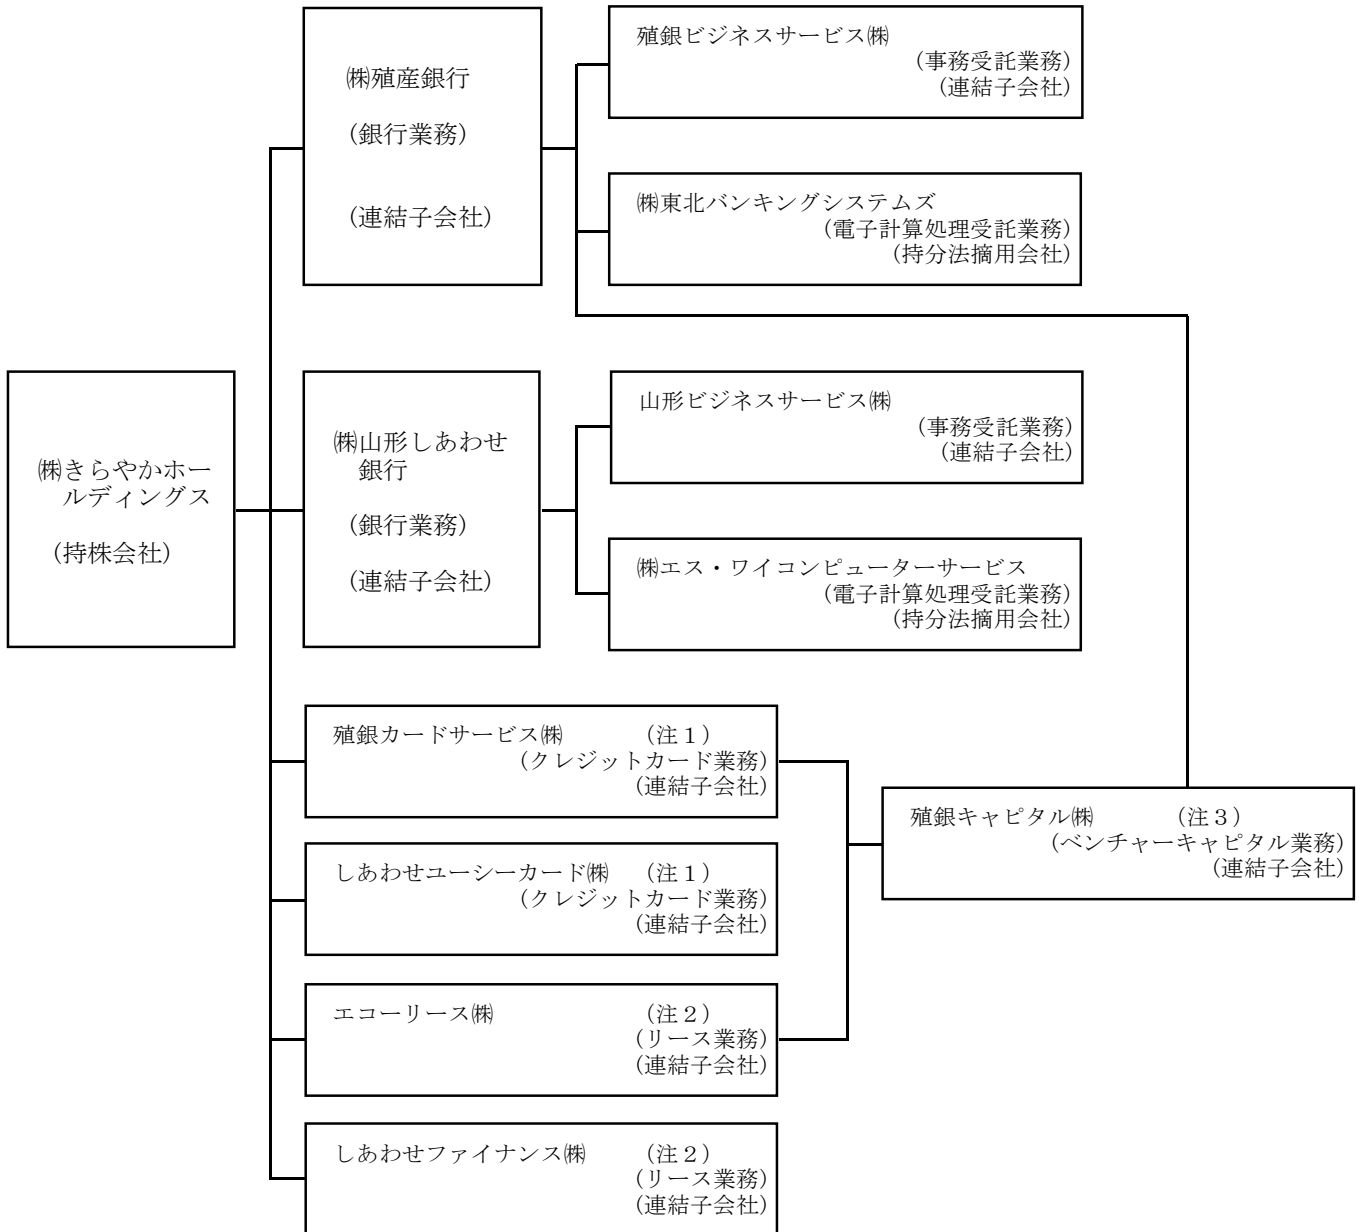 ㈱殖産銀行
(銀行業務)
(連結子会社)
殖銀ビジネスサービス㈱
(事務受託業務)
(連結子会社)
㈱東北バンキングシステムズ
(電子計算処理受託業務)
(持分法摘用会社)
㈱きらやかホー
ルディングス
(持株会社)
㈱山形しあわせ
銀行
(銀行業務)
(連結子会社)
山形ビジネスサービス㈱
(事務受託業務)
(連結子会社)
㈱エス・ワイコンピューターサービス
(電子計算処理受託業務)
(持分法摘用会社)
殖銀カードサービス㈱ (注1)
(クレジットカード業務)
(連結子会社)
しあわせユーシーカード㈱ (注1)
(クレジットカード業務)
(連結子会社)
エコーリース㈱ (注2)
(リース業務)
(連結子会社)
しあわせファイナンス㈱ (注2)
(リース業務)
(連結子会社)
殖銀キャピタル㈱ (注3)
(ベンチャーキャピタル業務)
(連結子会社)